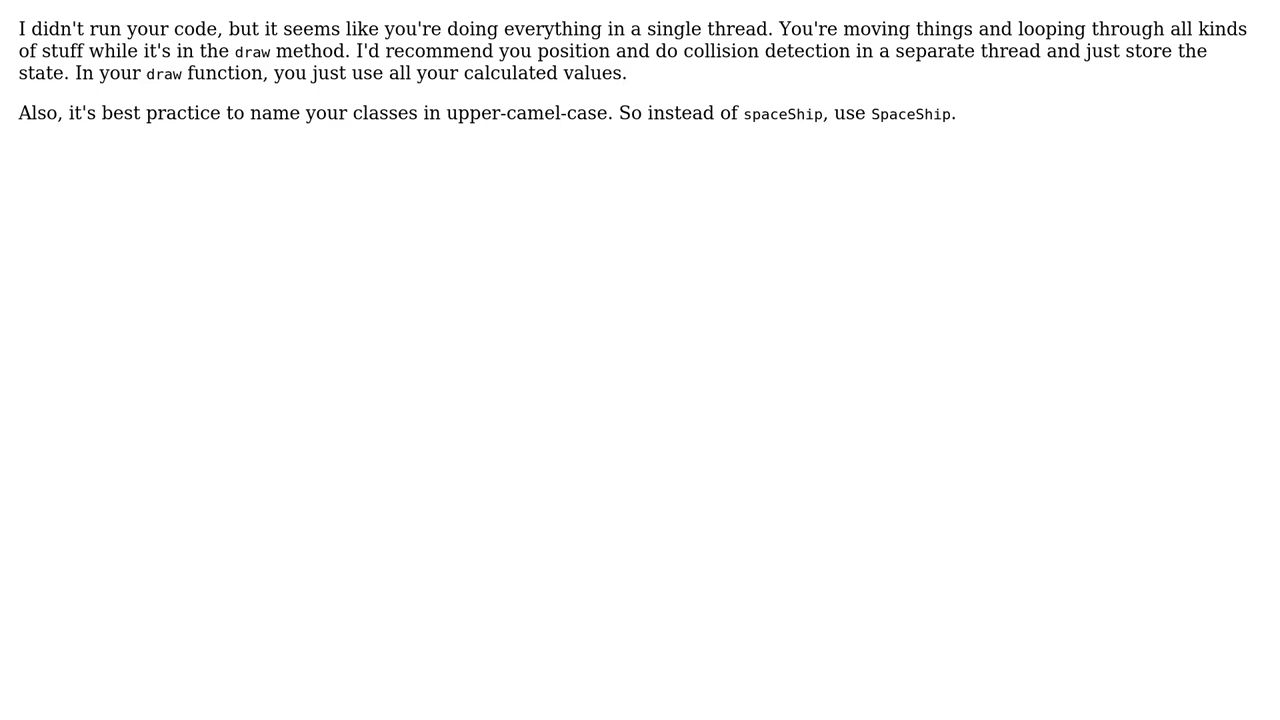 I didn't run your code, but it seems like you're doing everything in a single thread. You're moving things and looping through all kinds
of stuff while it's in the draw method. I'd recommend you position and do collision detection in a separate thread and just store the
state. In your draw function, you just use all your calculated values.
Also, it's best practice to name your classes in upper-camel-case. So instead of spaceShip, use SpaceShip.